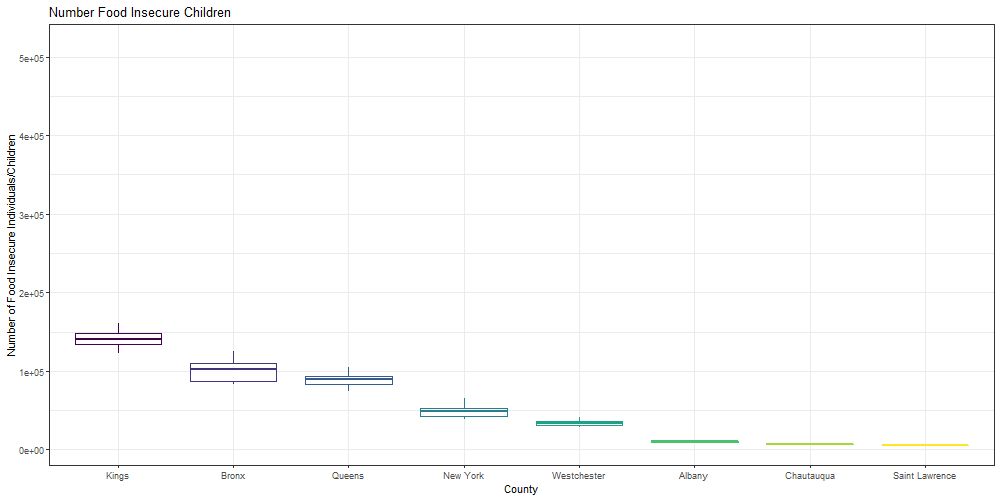 Number Food Insecure Children
Number of Food Insecure Individuals/Children
5e+05
4e+05
3e+05
2e+05
1e+05
0e+00
Kings Bronx Queens New York Westchester Albany Chautauqua Saint Lawrence
County